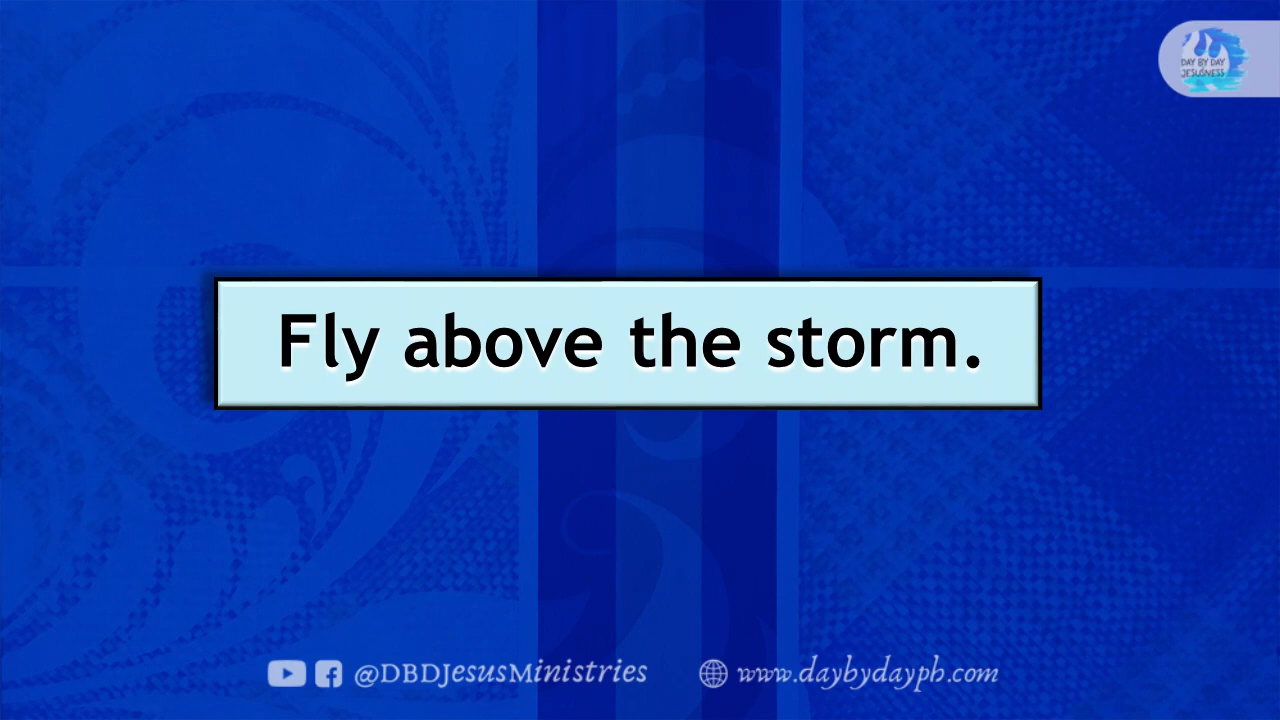 DAY BY DAY
JESUSNESS
Fly above the storm.
@DBDJesusMinistries
www.daybydayph.com